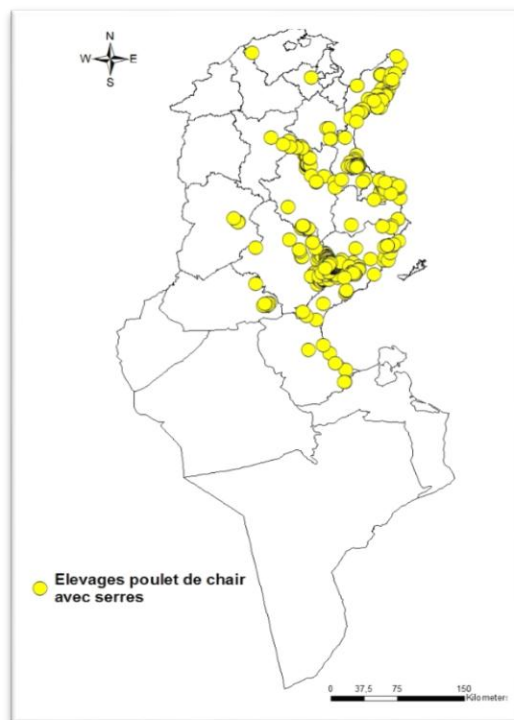 N
W E
S
Elevages poulet de chair
avec serres
0 37,5 75 150
Kilometers